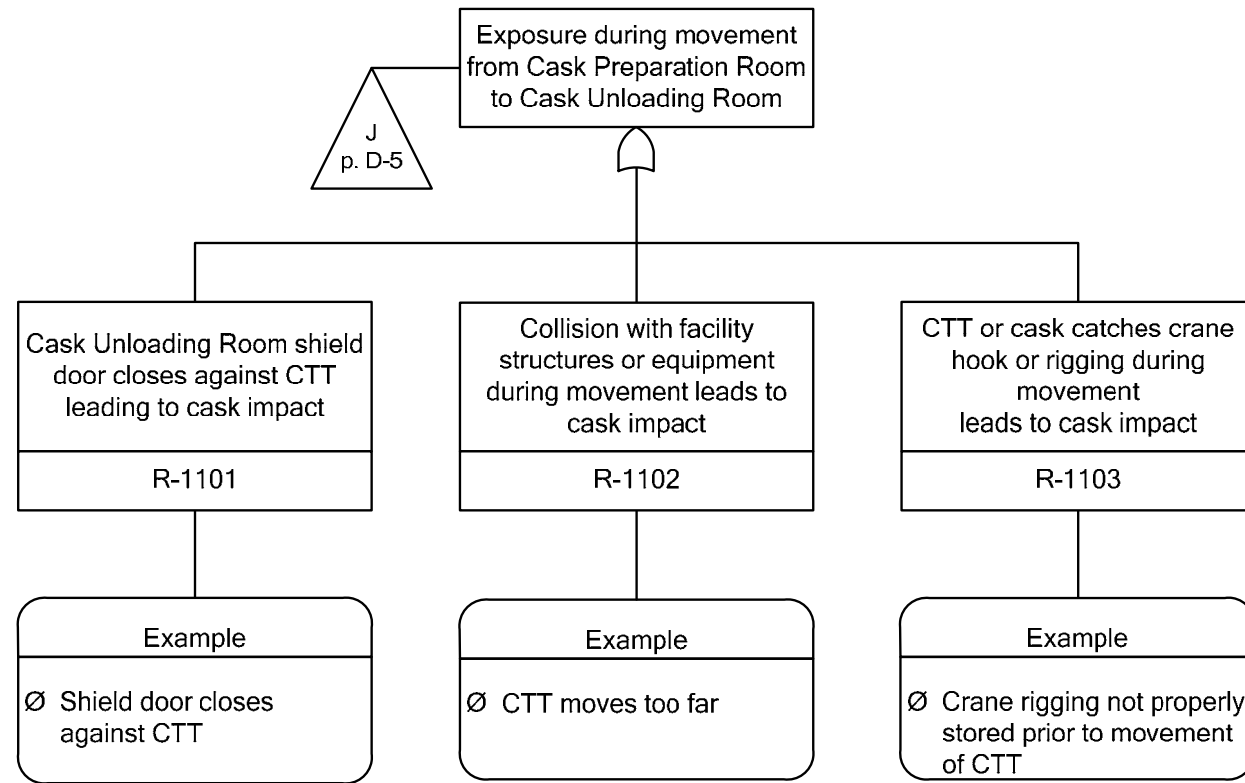 Exposure during movement
from Cask Preparation Room
to Cask Unloading Room
J
p. D-5
Cask Unloading Room shield
door closes against CTT
leading to cask impact
R-1101
Collision with facility
structures or equipment
during movement leads to
cask impact
R-1102
CTT or cask catches crane
hook or rigging during
movement
leads to cask impact
R-1103
Example
Ø Shield door closes
against CTT
Example
Ø CTT moves too far
Example
Ø Crane rigging not properly
stored prior to movement
of CTT